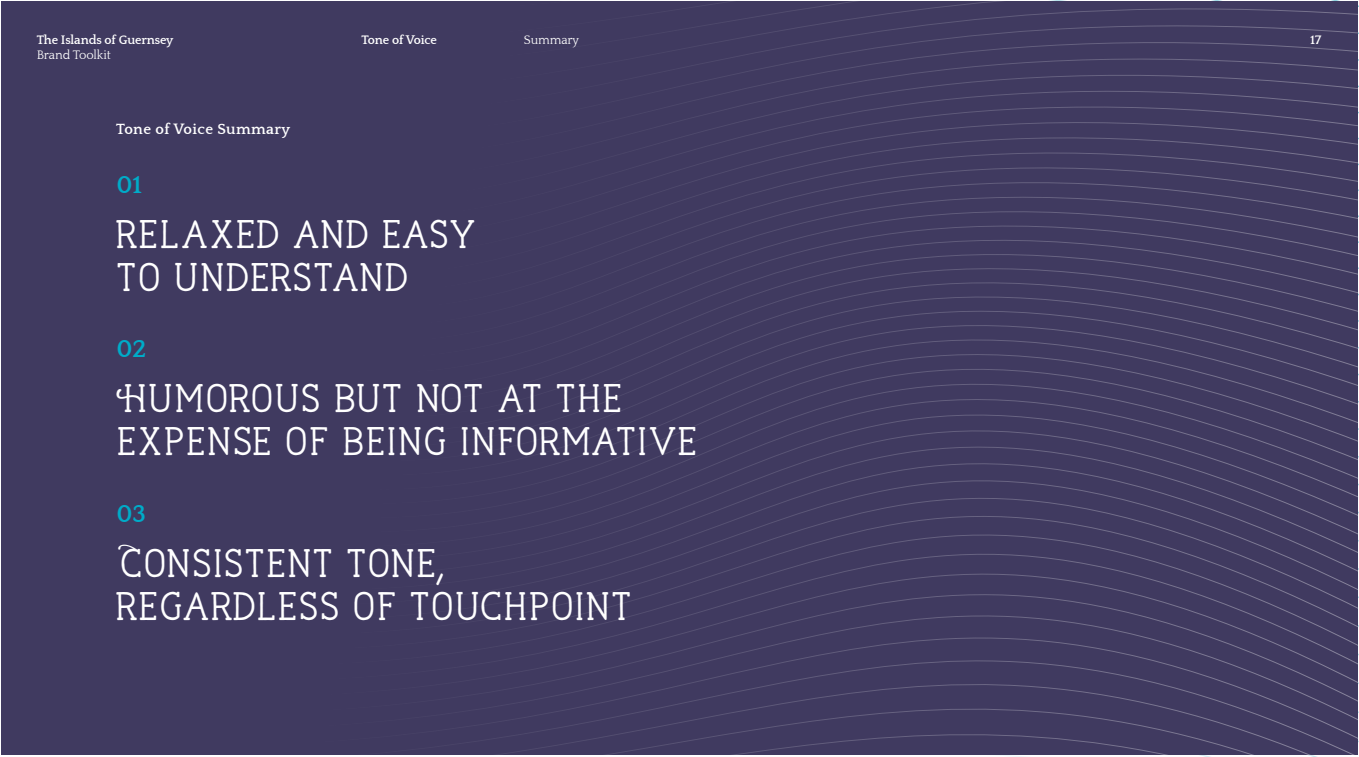 The Islands of Guernsey
Brand Toolkit
Tone of Voice
Summary
17
Tone of Voice Summary
01
RELAXED AND EASY
TO UNDERSTAND
02
HUMOROUS BUT NOT AT THE
EXPENSE OF BEING INFORMATIVE
03
CONSISTENT TONE,
REGARDLESS OF TOUCHPOINT